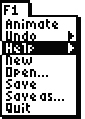 F1
Animate
Undo
Help
New
Open...
Save
Save as...
Quit